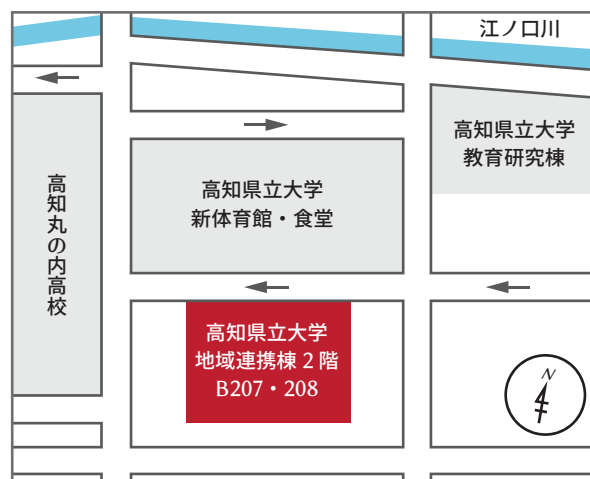 江ノ口川
高知県立大学
教育研究棟
高知丸の内高校
高知県立大学
新体育館・食堂
高知県立大学
地域連携棟 2 階
B207・208
N